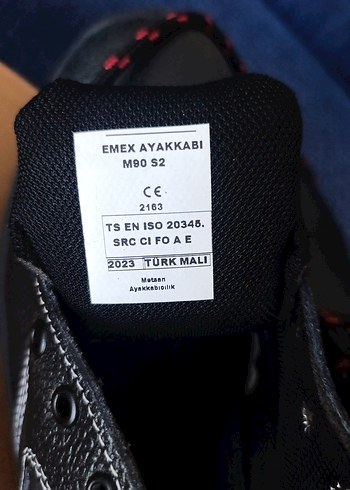 EMEX AYAKKABI
M90 S2
CE
2163
TS EN ISO 20345.
SRC CI FO A E
2023 TÜRK MALI
Metsan
Ayakkabıcılık